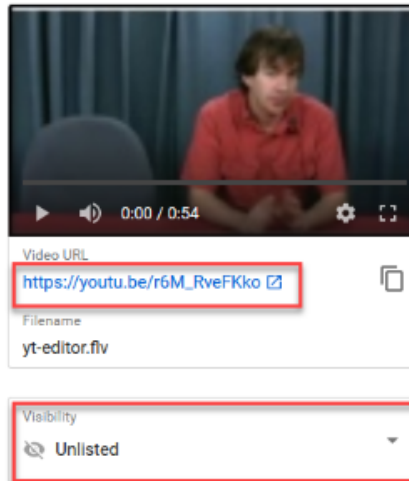 0:00 / 0:54
Video URL
https://youtu.be/r6M_RveFKko
Filename
yt-editor.flv
Visibility
Unlisted